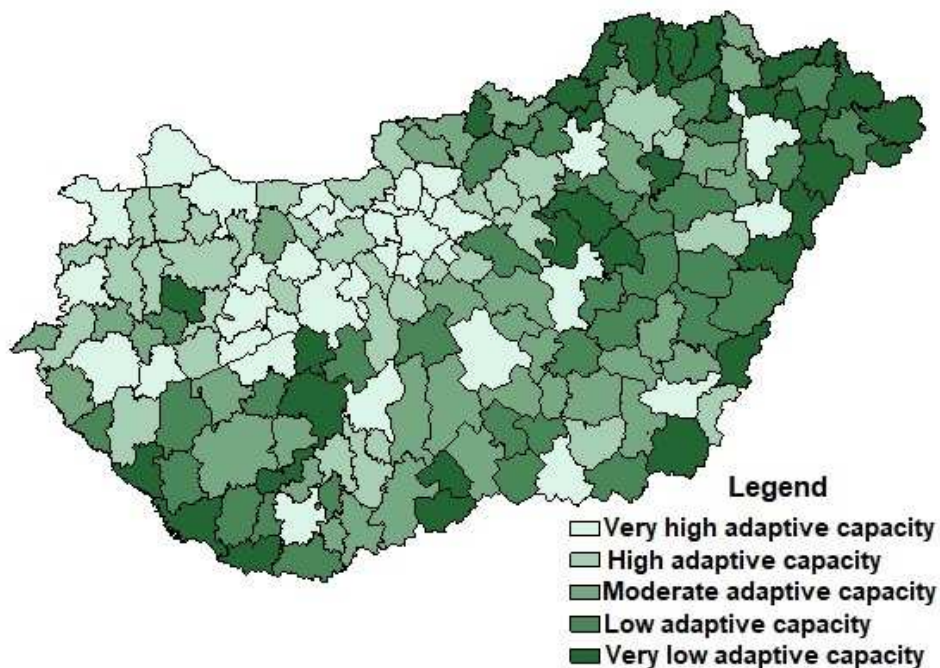 Legend
Very high adaptive capacity
High adaptive capacity
Moderate adaptive capacity
Low adaptive capacity
Very low adaptive capacity